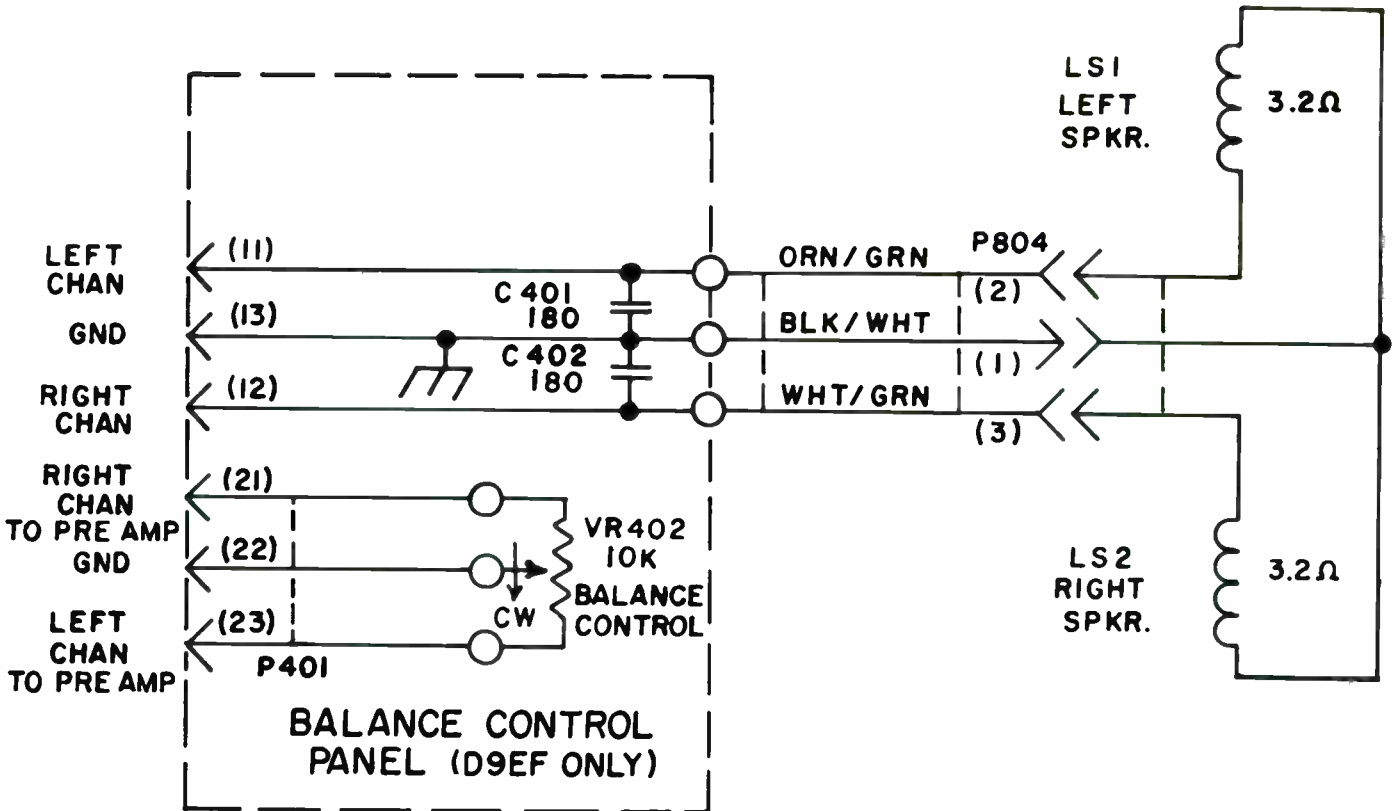 LS1
LEFT
SPKR.
3.2Ω
LEFT
CHAN
(11)
ORN/GRN
P804
(2)
C401
180
GND
(13)
BLK/WHT
(1)
C402
180
RIGHT
CHAN
(12)
WHT/GRN
(3)
RIGHT
CHAN
TO PRE AMP
(21)
GND
(22)
VR402
10K
BALANCE
CONTROL
CW
LEFT
CHAN
TO PRE AMP
(23)
P401
LS2
RIGHT
SPKR.
3.2Ω
BALANCE CONTROL
PANEL (D9EF ONLY)